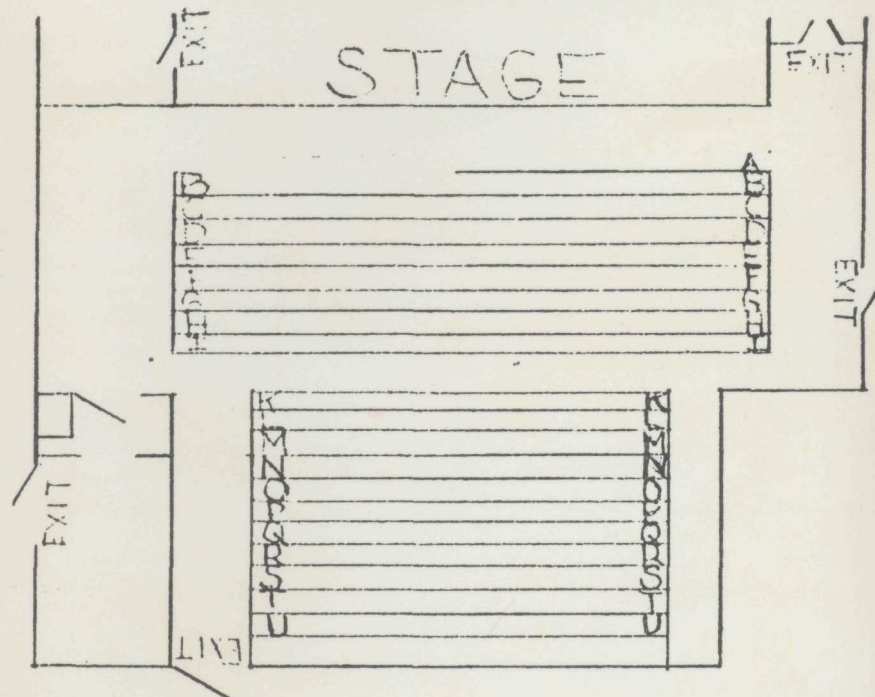 EXIT
STAGE
EXIT
A
B B
C C
D D
E E
F F
G G
H H
I I
EXIT
K K
L
M M
N N
O O
P P
Q Q
R R
S S
T T
U U
EXIT
EXIT